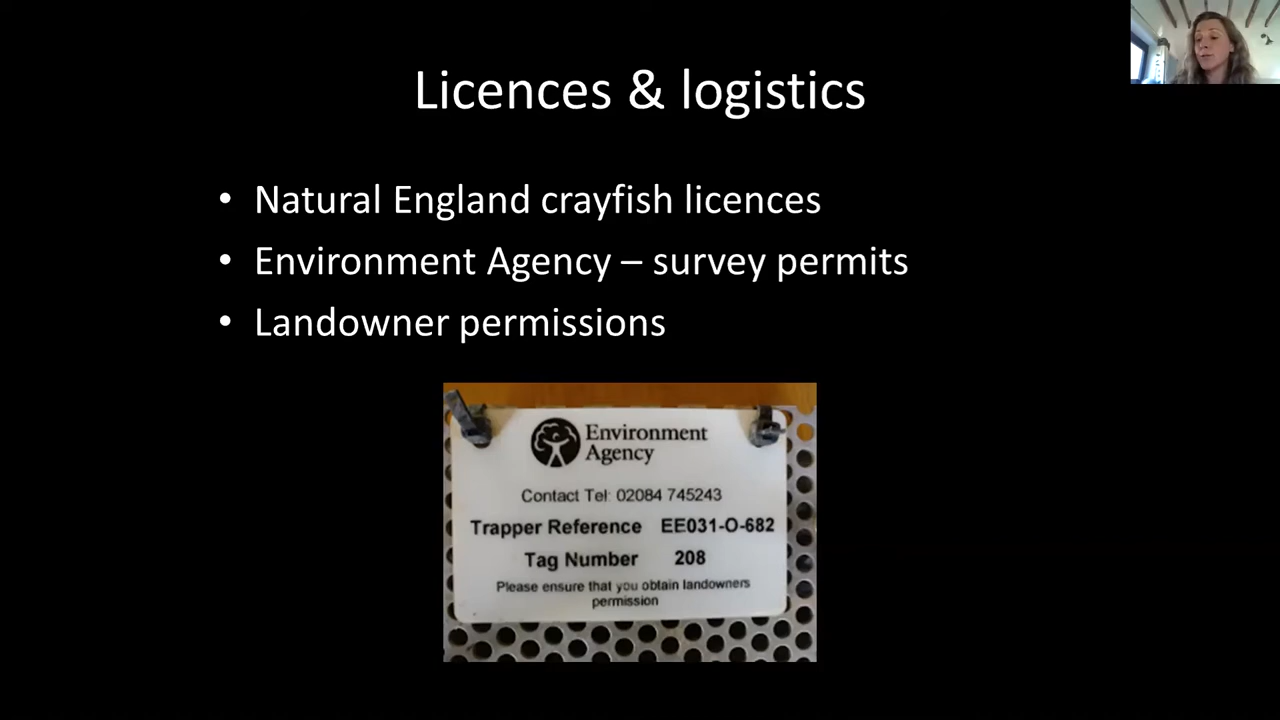 Licences & logistics
• Natural England crayfish licences
• Environment Agency – survey permits
• Landowner permissions
Environment
Agency
Contact Tel: 02084 745243
Trapper Reference EE031-O-682
Tag Number 208
Please ensure that you obtain landowners
permission